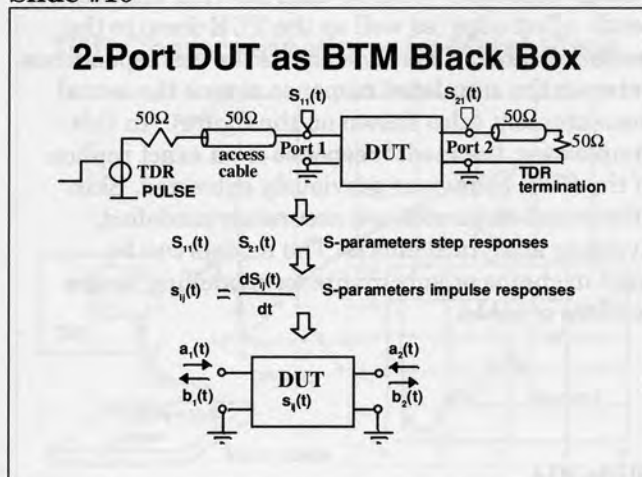 Slide #10
2-Port DUT as BTM Black Box
S₁₁(t) S₂₁(t)
50Ω 50Ω 50Ω
access cable
Port 1
DUT
Port 2
TDR PULSE
TDR termination
S₁₁(t) S₂₁(t) S-parameters step responses
sᵢⱼ(t) = dSᵢⱼ(t) / dt S-parameters impulse responses
a₁(t) a₂(t)
b₁(t) DUT b₂(t)
sᵢⱼ(t)